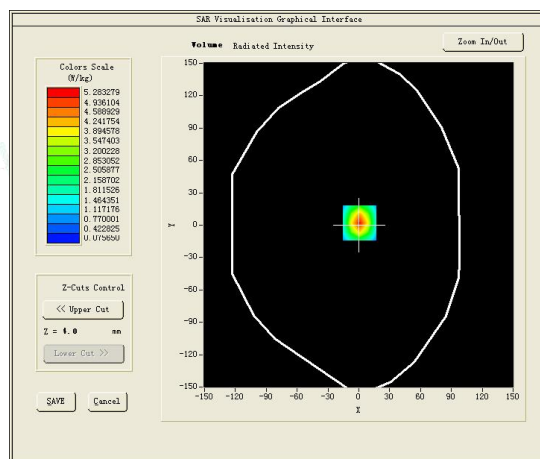 SAR Visualisation Graphical Interface
Volume Radiated Intensity
Zoom In/Out
Colors Scale
(W/kg)
5.283279
4.936104
4.588929
4.241754
3.894578
3.547403
3.200228
2.853052
2.505877
2.158702
1.811526
1.464351
1.117176
0.770001
0.422825
0.075650
Z-Cuts Control
<< Upper Cut
Z = 4.0 mm
Lower Cut >>
SAVE
Cancel
150
120
90
60
30
0
-30
-60
-90
-120
-150
Y
-150 -120 -90 -60 -30 0 30 60 90 120 150
X